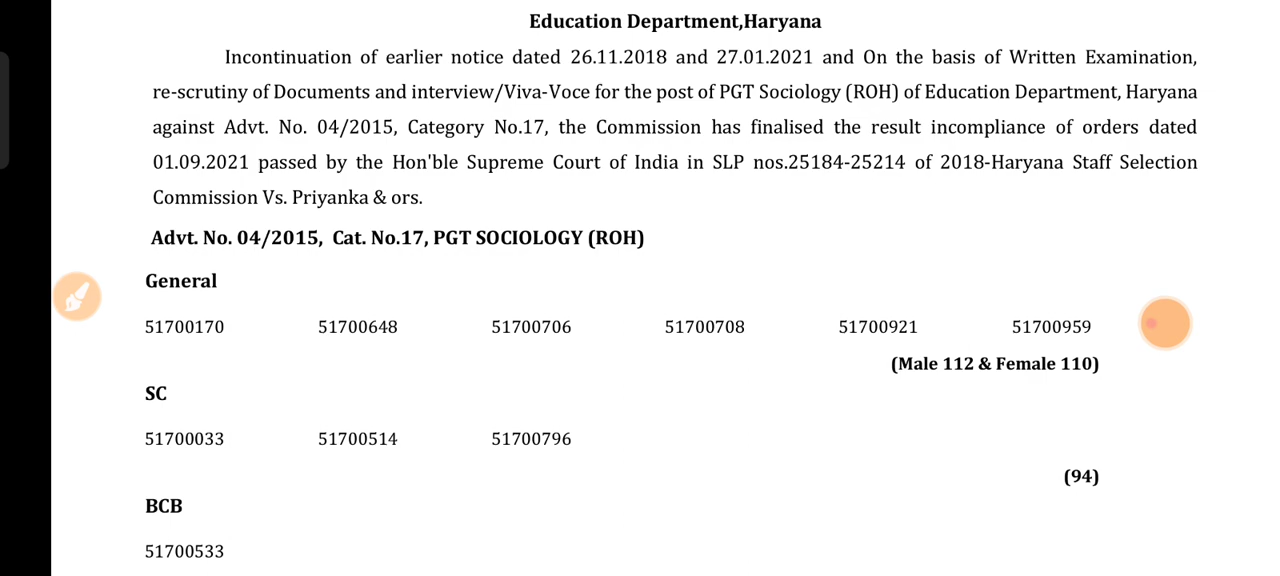 Education Department,Haryana
Incontinuation of earlier notice dated 26.11.2018 and 27.01.2021 and On the basis of Written Examination,
re-scrutiny of Documents and interview/Viva-Voce for the post of PGT Sociology (ROH) of Education Department, Haryana
against Advt. No. 04/2015, Category No.17, the Commission has finalised the result incompliance of orders dated
01.09.2021 passed by the Hon'ble Supreme Court of India in SLP nos.25184-25214 of 2018-Haryana Staff Selection
Commission Vs. Priyanka & ors.
Advt. No. 04/2015, Cat. No.17, PGT SOCIOLOGY (ROH)
General
51700170 51700648 51700706 51700708 51700921 51700959
(Male 112 & Female 110)
SC
51700033 51700514 51700796
(94)
BCB
51700533